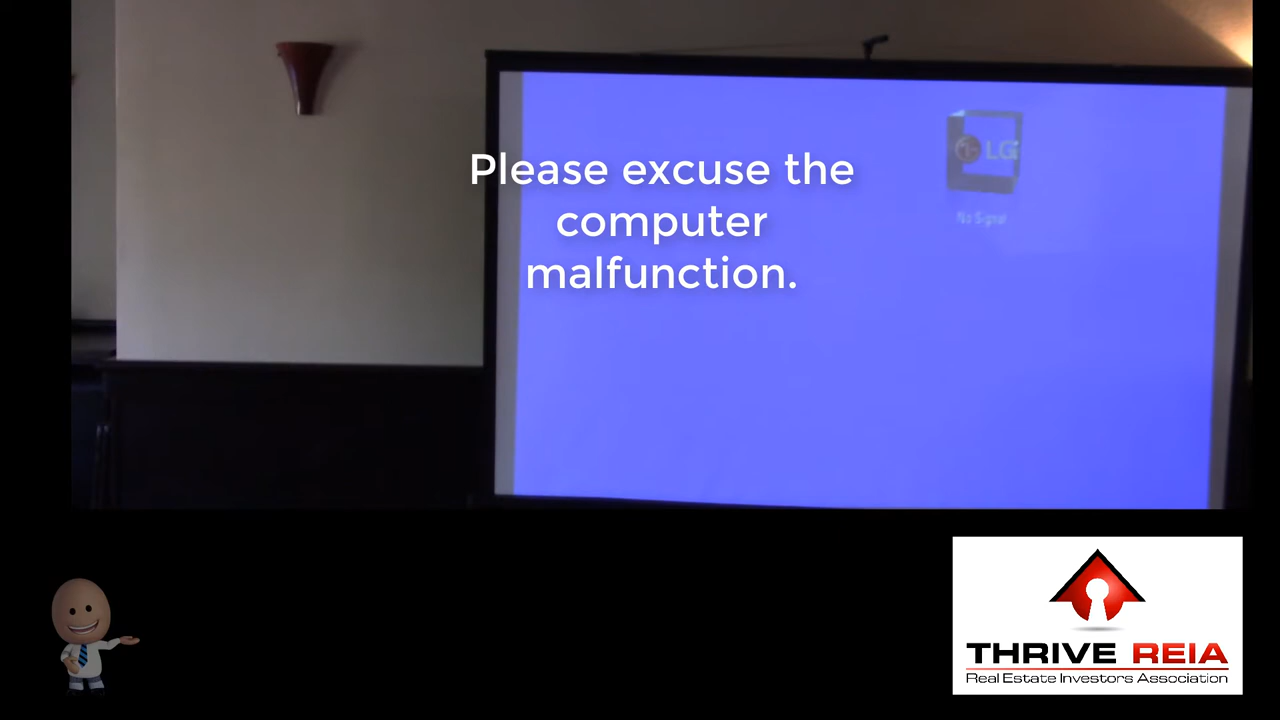 Please excuse the
computer
malfunction.
LG
No Signal
THRIVE REIA
Real Estate Investors Association